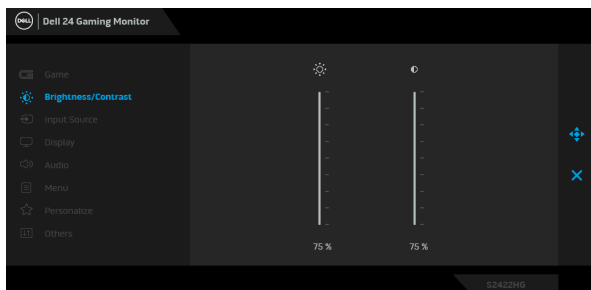 DELL Dell 24 Gaming Monitor
Game
Brightness/Contrast
Input Source
Display
Audio
Menu
Personalize
Others
75 % 75 %
S2422HG